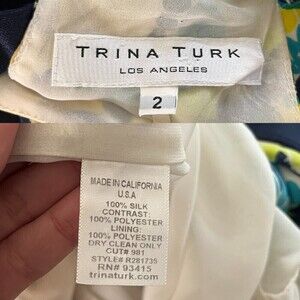 TRINA TURK
LOS ANGELES
2
MADE IN CALIFORNIA
U.S.A
100% SILK
CONTRAST:
100% POLYESTER
LINING:
100% POLYESTER
DRY CLEAN ONLY
CUT# 981
STYLE# R281735
RN# 93415
trinaturk.com